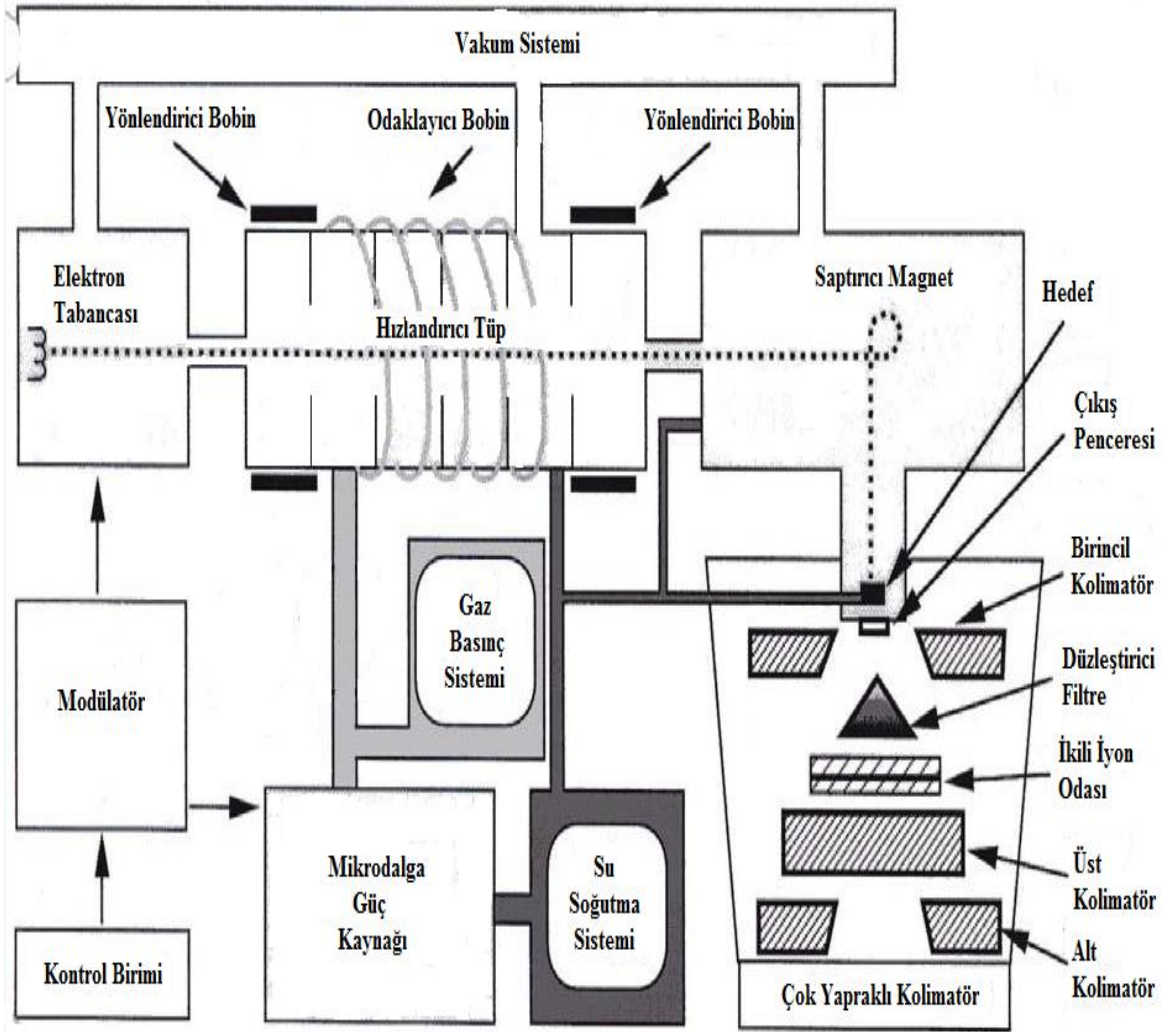 Vakum Sistemi
Yönlendirici Bobin
Odaklayıcı Bobin
Yönlendirici Bobin
Elektron
Tabancası
Hızlandırıcı Tüp
Saptırıcı Magnet
Hedef
Çıkış
Penceresi
Birincil
Kolimatör
Düzleştirici
Filtre
İkili İyon
Odası
Üst
Kolimatör
Alt
Kolimatör
Gaz
Basınç
Sistemi
Modülatör
Mikrodalga
Güç
Kaynağı
Su
Soğutma
Sistemi
Kontrol Birimi
Çok Yapraklı Kolimatör